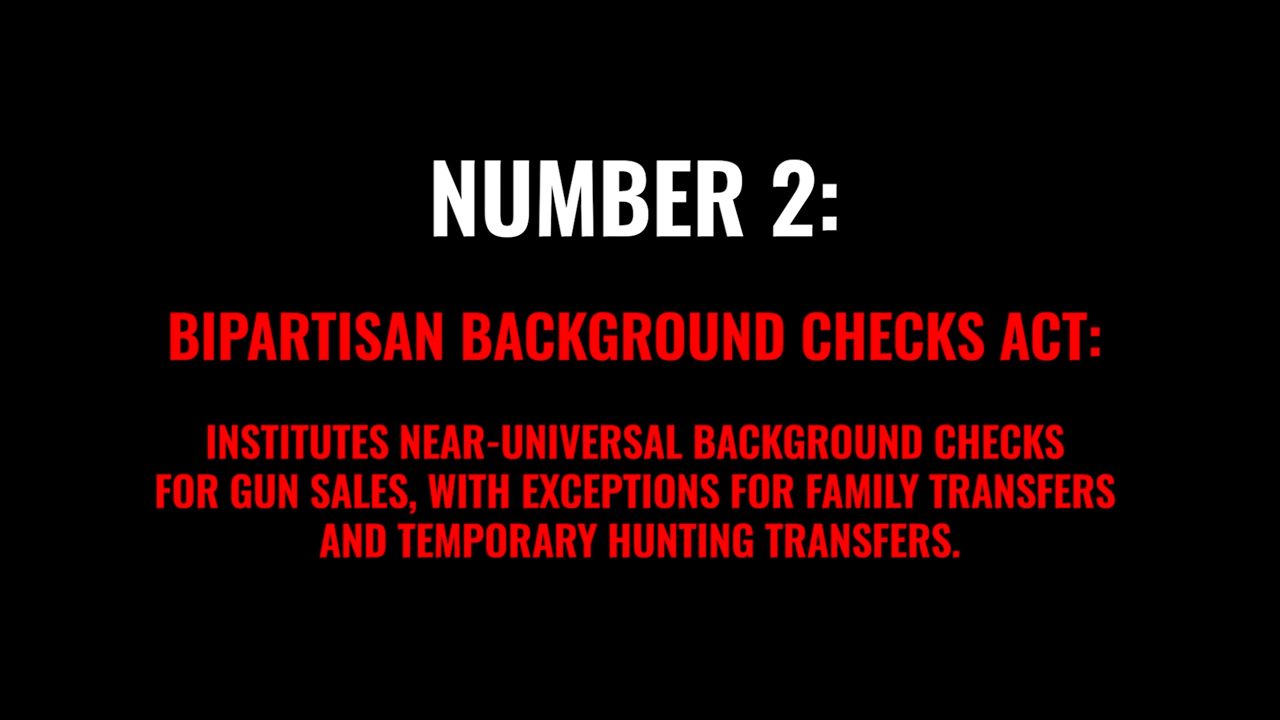 NUMBER 2:
BIPARTISAN BACKGROUND CHECKS ACT:
INSTITUTES NEAR-UNIVERSAL BACKGROUND CHECKS
FOR GUN SALES, WITH EXCEPTIONS FOR FAMILY TRANSFERS
AND TEMPORARY HUNTING TRANSFERS.